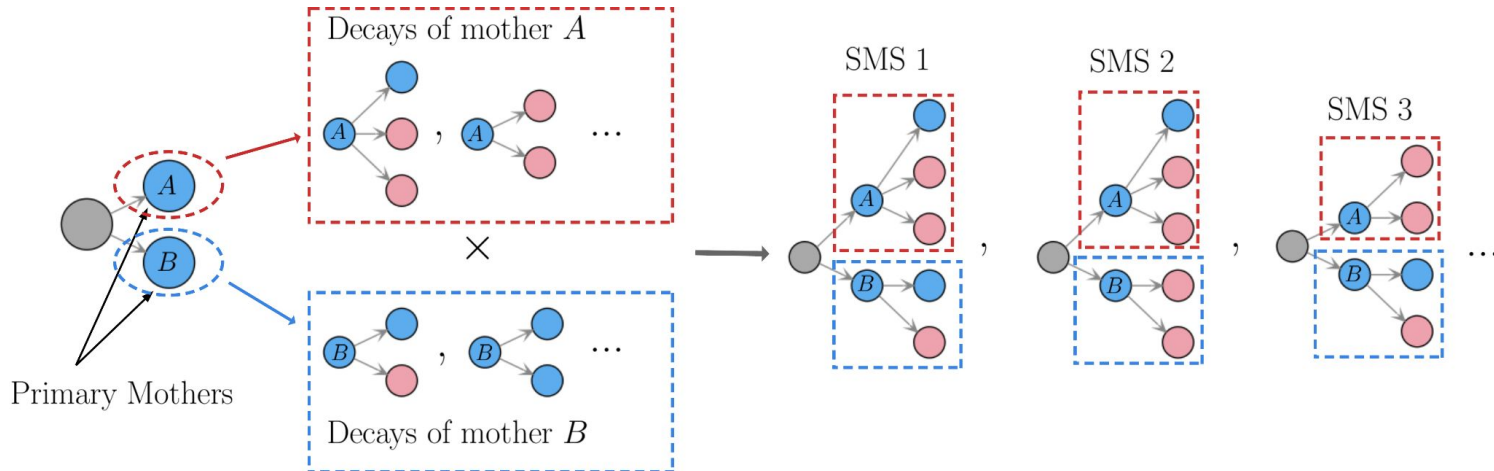 Decays of mother A
A
,
A
...
A
B
Primary Mothers
×
B
,
B
...
Decays of mother B
SMS 1
A
B
,
SMS 2
A
B
,
SMS 3
A
B
...